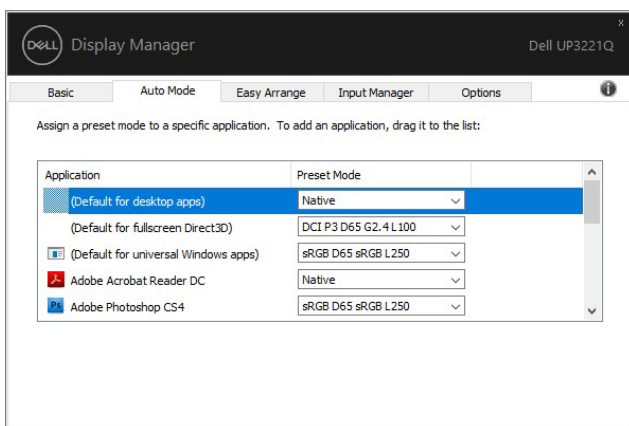 x
DELL Display Manager Dell UP3221Q
Basic Auto Mode Easy Arrange Input Manager Options i
Assign a preset mode to a specific application. To add an application, drag it to the list:
Application Preset Mode
(Default for desktop apps) Native
(Default for fullscreen Direct3D) DCI P3 D65 G2.4 L100
(Default for universal Windows apps) sRGB D65 sRGB L250
Adobe Acrobat Reader DC Native
Ps Adobe Photoshop CS4 sRGB D65 sRGB L250